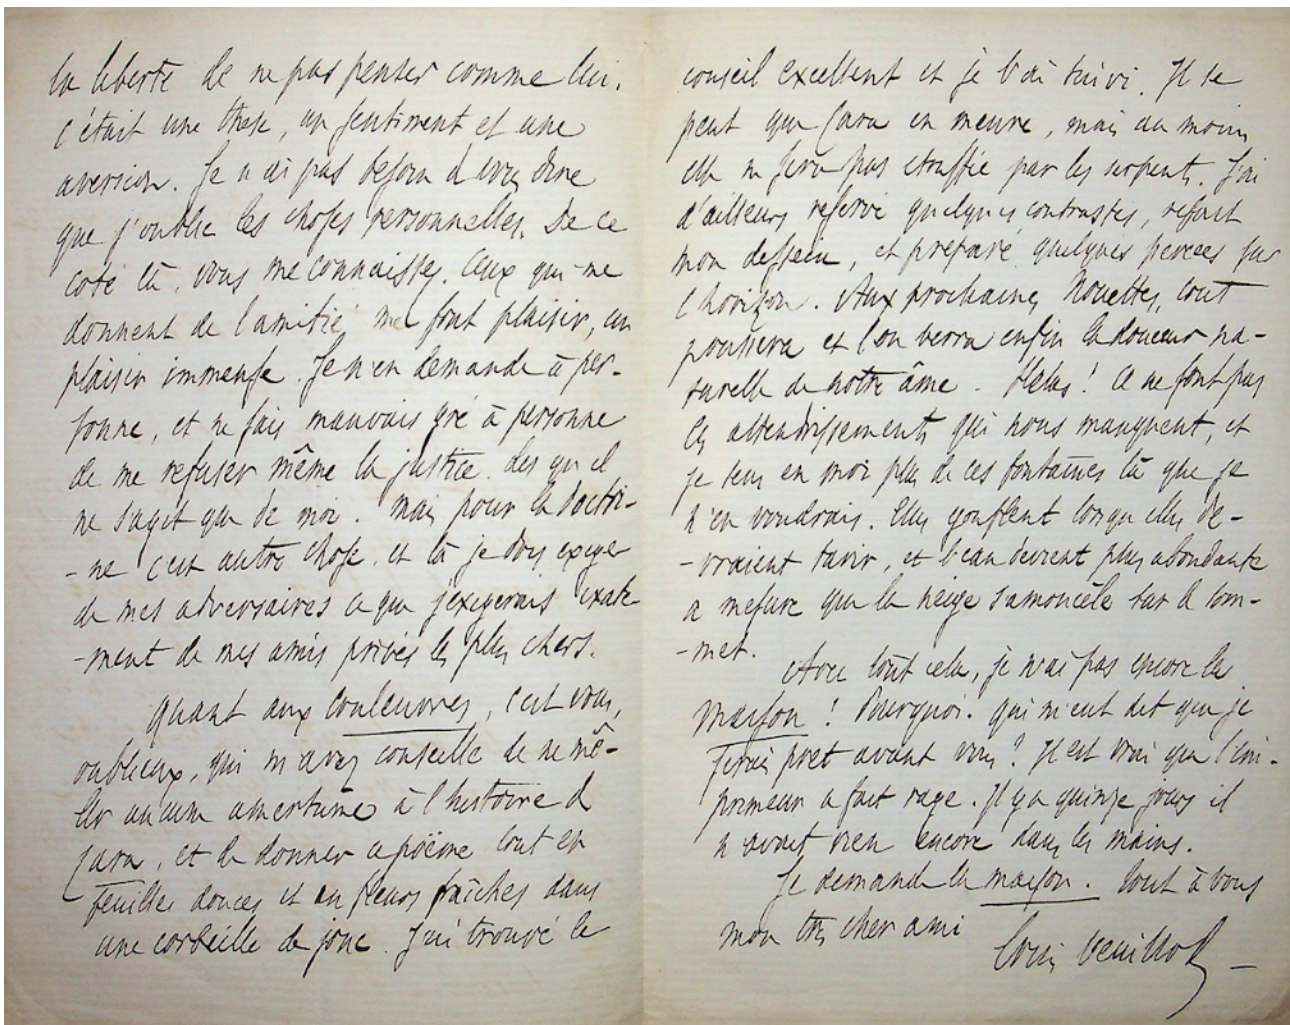 la liberté de ne pas penser comme lui.
C'était une thèse, un sentiment et une
aversion. Je n'ai pas besoin d vous dire
que j'oublie les choses personnelles. De ce
coté là, vous me connaissez. Ceux qui me
donnent de l'amitié, me font plaisir, un
plaisir immense. Je n'en demande à per-
sonne, et ne sais mauvais gré à personne
de me refuser même la justice dès qu il
ne s'agit que de moi. Mais pour la doctri-
-ne c'est autre chose, et là je dois exiger
de mes adversaires ce que j'exigerais exacte-
-ment de mes amis privés les plus chers.
Quant aux couleuvres, c'est vous,
oublieux, qui m'avez conseillé de ne mê-
ler aucune amertume à l'histoire d
Cara, et de donner ce poëme tout en
feuilles douces et en fleurs fraîches dans
une corbeille de jonc. J'ai trouvé le
conseil excellent et je l'ai suivi. Il se
peut que Cara en meure, mais du moins
elle ne sera pas étouffée par les serpents. J'ai
d'ailleurs réservé quelques contrastes, refait
mon dessein, et préparé quelques percées sur
l'horizon. Aux prochaines Nouettes, tout
poussera et l'on verra enfin la douceur na-
turelle de notre âme. Hélas! Ce ne sont pas
les attendrissements qui nous manquent, et
je sens en moi plus de ces fontaines là que je
n'en voudrais. Elles gonflent lorsqu elles de-
-vraient tarir, et l'eau devient plus abondante
a mesure que la neige s'amoncèle sur le som-
-met.
Avec tout cela, je n'ai pas encore la
maison! Pourquoi. Qui m'eut dit que je
serais prêt avant vous? Il est vrai que l'im-
primeur a fait rage. Il y a quinze jours il
n'avait rien encore dans les mains.
Je demande la maison. Tout à vous
mon très cher ami
Louis Veuillot